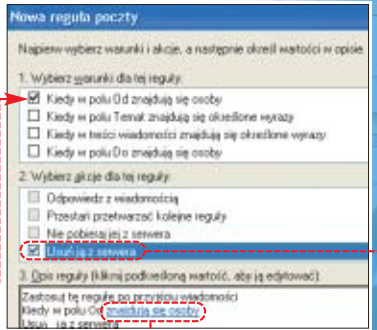 Nowa reguła poczty
Najpierw wybierz warunki i akcje, a następnie określ wartości w opisie.
1. Wybierz warunki dla tej reguły:
Kiedy w polu Od znajdują się osoby
Kiedy w polu Temat znajdują się określone wyrazy
Kiedy w treści wiadomości znajdują się określone wyrazy
Kiedy w polu Do znajdują się osoby
2. Wybierz akcje dla tej reguły:
Odpowiedz z wiadomością
Przestań przetwarzać kolejne reguły
Nie pobieraj jej z serwera
Usuń ją z serwera
3. Opis reguły (kliknij podkreśloną wartość, aby ją edytować):
Zastosuj tę regułę po przyjściu wiadomości
Kiedy w polu Od znajdują się osoby
Usuń ją z serwera